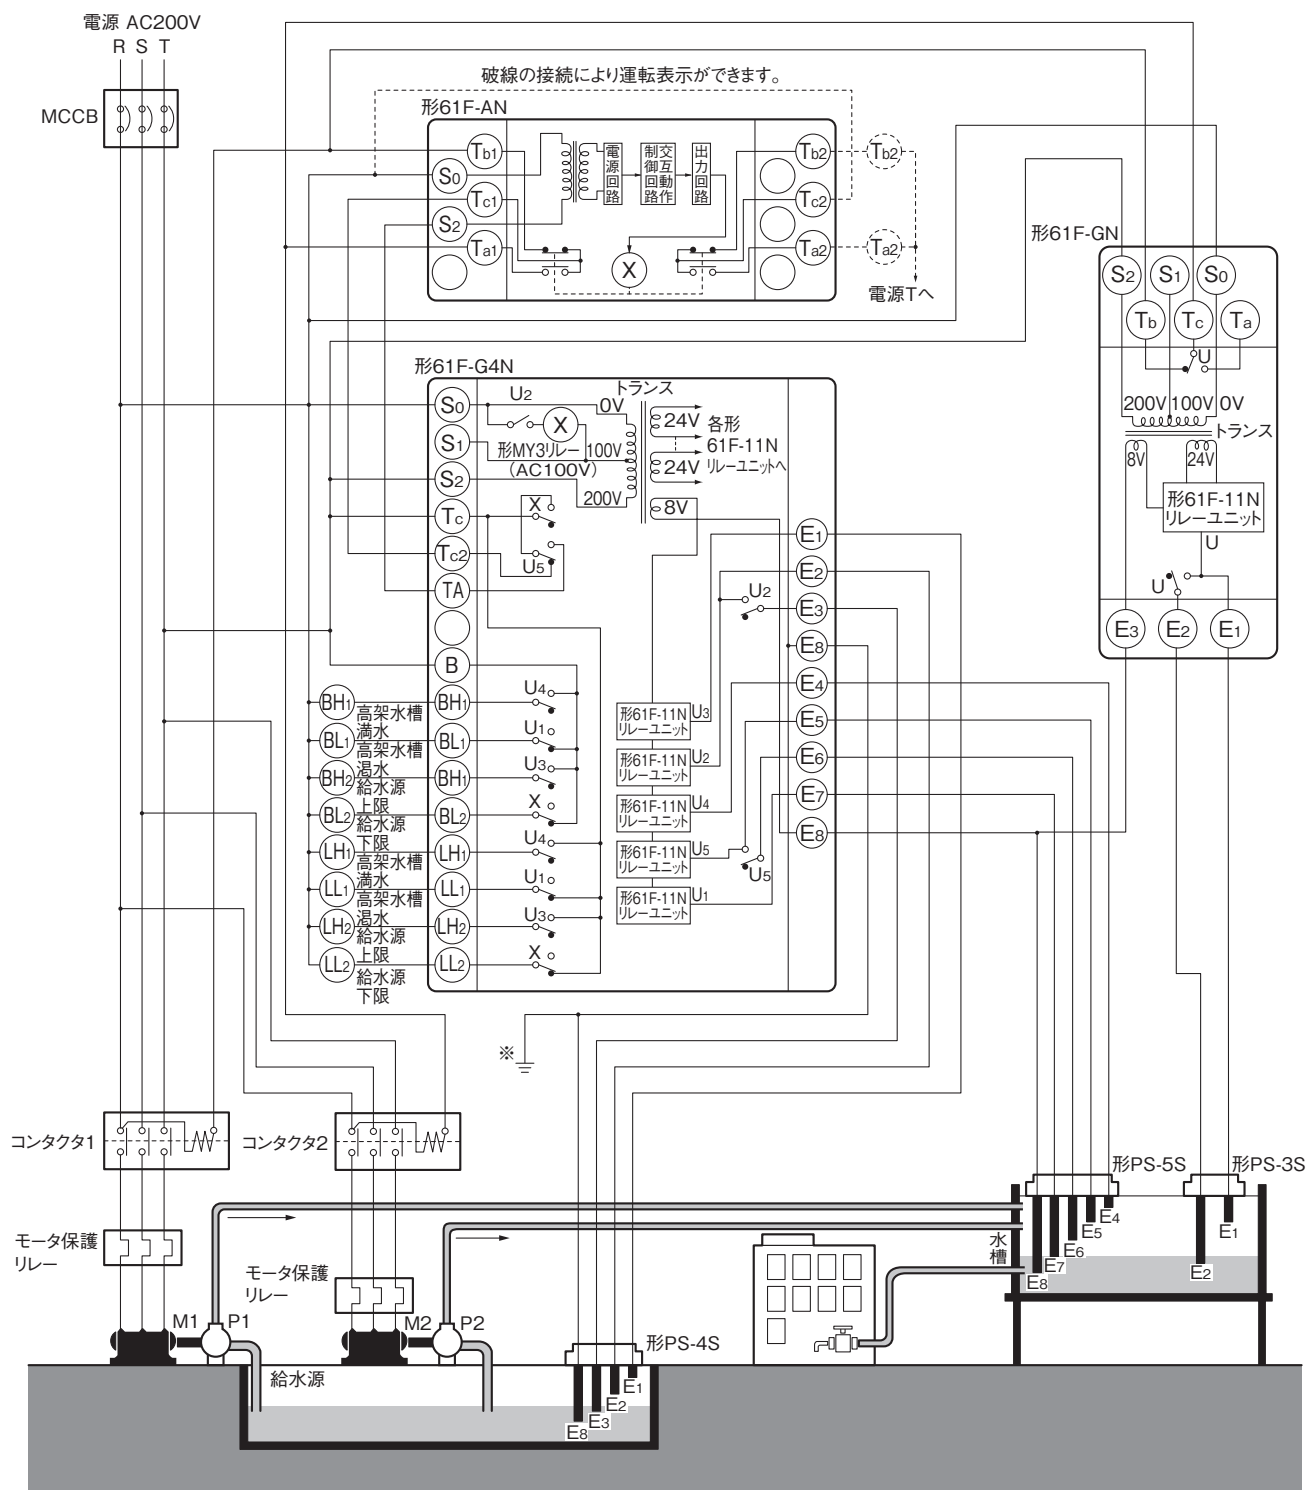 電源 AC200V
R S T
MCCB
破線の接続により運転表示ができます。
形61F-AN
Tb1
S0
Tc1
S2
Ta1
電源回路
制御回路
交互動作
出力回路
X
Tb2
Tc2
Ta2
Tb2
Ta2
電源Tへ
形61F-GN
S2 S1 S0
Tb Tc Ta
U
200V 100V 0V
トランス
8V 24V
形61F-11N
リレーユニット
U
U
E3 E2 E1
形61F-G4N
S0
S1
S2
Tc
Tc2
TA
B
U2
X
形MY3リレー
(AC100V)
0V
100V
200V
トランス
24V
24V
8V
各形
61F-11N
リレーユニットへ
X
U5
E1
E2
E3
E8
E4
E5
E6
E7
E8
U2
BH1 高架水槽 BH1 U4
満水
BL1 高架水槽 BL1 U1
渇水
BH2 給水源 BH1 U3
上限
BL2 給水源 BL2 X
下限
LH1 高架水槽 LH1 U4
満水
LL1 高架水槽 LL1 U1
渇水
LH2 給水源 LH2 U3
上限
LL2 給水源 LL2 X
下限
形61F-11N U3
リレーユニット
形61F-11N U2
リレーユニット
形61F-11N U4
リレーユニット
形61F-11N U5
リレーユニット
形61F-11N U1
リレーユニット
U5
※
コンタクタ1
コンタクタ2
モータ保護
リレー
モータ保護
リレー
M1 P1
M2 P2
給水源
形PS-4S
E1
E2
E3
E8
形PS-5S
形PS-3S
水槽
E4
E5
E6
E7
E8
E1
E2